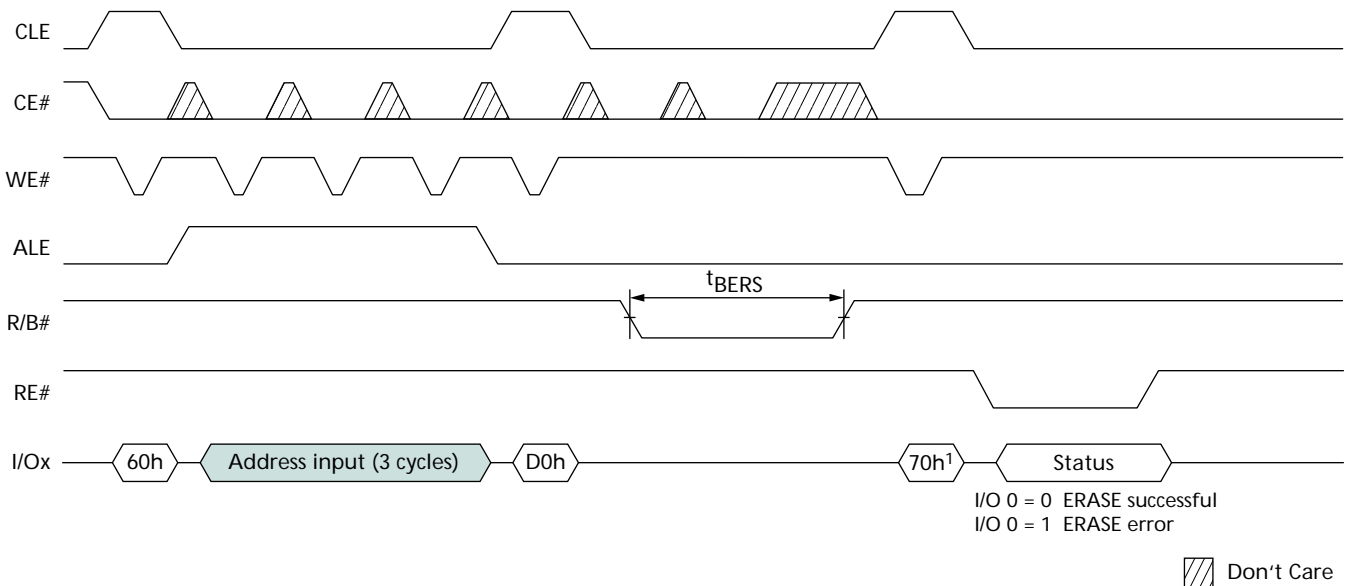 CLE
CE#
WE#
ALE
tBERS
R/B#
RE#
I/Ox 60h Address input (3 cycles) D0h 70h1 Status
I/O 0 = 0 ERASE successful
I/O 0 = 1 ERASE error
Don't Care